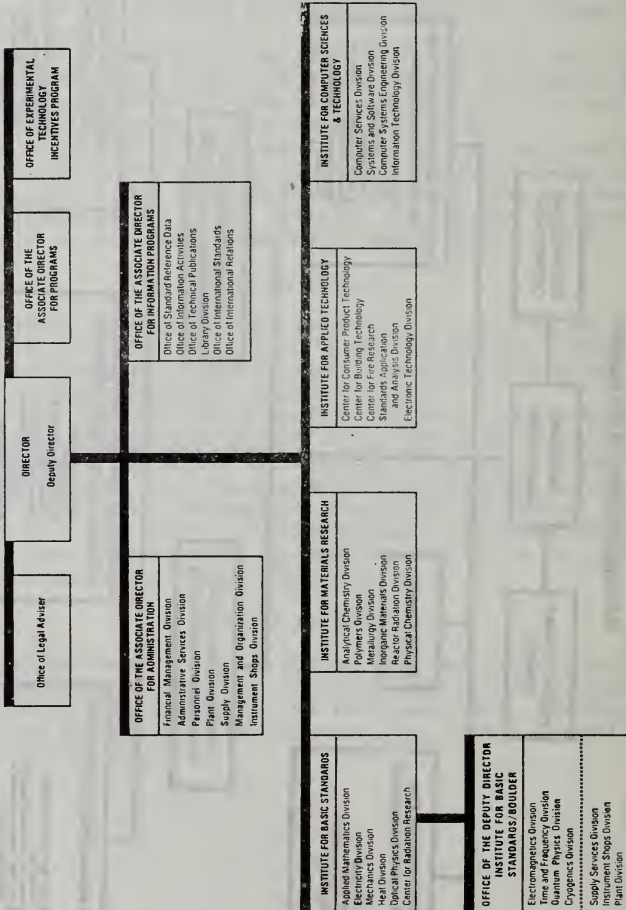 Office of Legal Adviser
DIRECTOR
Deputy Director
OFFICE OF THE
ASSOCIATE DIRECTOR
FOR PROGRAMS
OFFICE OF EXPERIMENTAL
TECHNOLOGY
INCENTIVES PROGRAM
OFFICE OF THE ASSOCIATE DIRECTOR
FOR ADMINISTRATION
Financial Management Division
Administrative Services Division
Personnel Division
Plant Division
Supply Division
Management and Organization Division
Instrument Shops Division
OFFICE OF THE ASSOCIATE DIRECTOR
FOR INFORMATION PROGRAMS
Office of Standard Reference Data
Office of Information Activities
Office of Technical Publications
Library Division
Office of International Standards
Office of International Relations
INSTITUTE FOR BASIC STANDARDS
Applied Mathematics Division
Electricity Division
Mechanics Division
Heat Division
Optical Physics Division
Center for Radiation Research
INSTITUTE FOR MATERIALS RESEARCH
Analytical Chemistry Division
Polymers Division
Metallurgy Division
Inorganic Materials Division
Reactor Radiation Division
Physical Chemistry Division
INSTITUTE FOR APPLIED TECHNOLOGY
Center for Consumer Product Technology
Center for Building Technology
Center for Fire Research
Standards Application
and Analysis Division
Electronic Technology Division
INSTITUTE FOR COMPUTER SCIENCES
& TECHNOLOGY
Computer Services Division
Systems and Software Division
Computer Systems Engineering Division
Information Technology Division
OFFICE OF THE DEPUTY DIRECTOR
INSTITUTE FOR BASIC
STANDARDS/BOULDER
Electromagnetics Division
Time and Frequency Division
Quantum Physics Division
Cryogenics Division
Supply Services Division
Instrument Shops Division
Plant Division